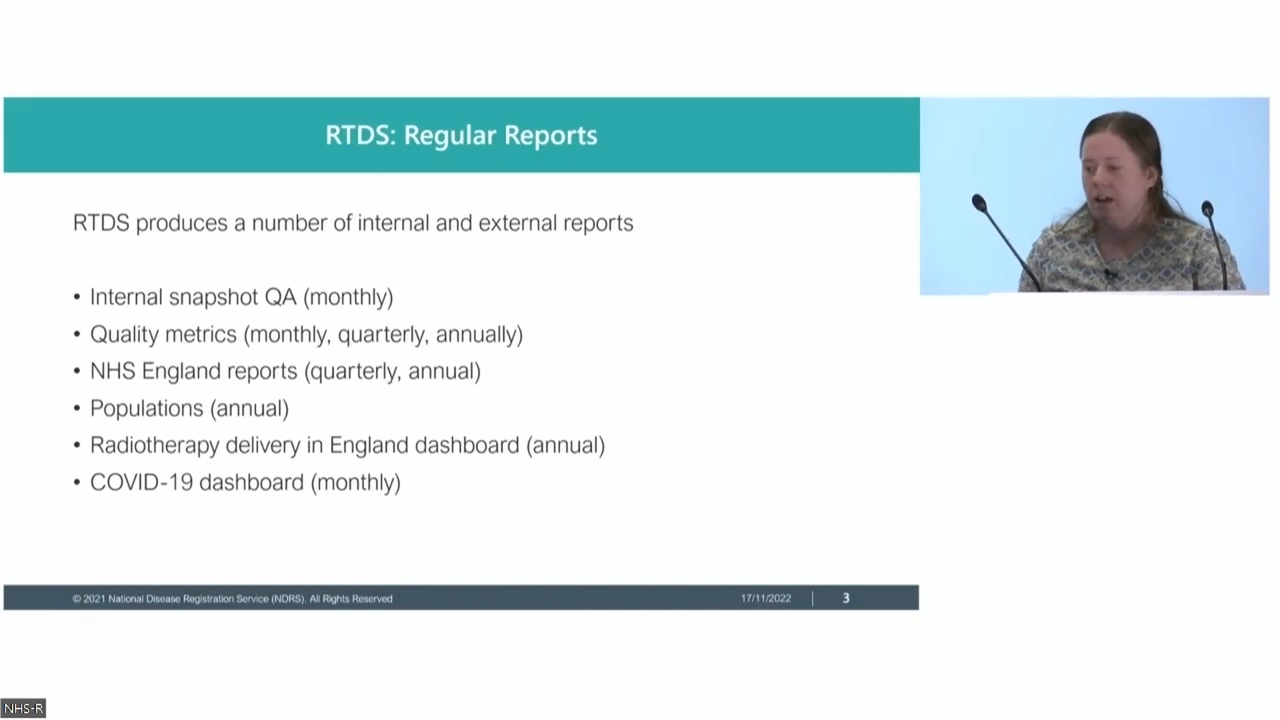 RTDS: Regular Reports
RTDS produces a number of internal and external reports
• Internal snapshot QA (monthly)
• Quality metrics (monthly, quarterly, annually)
• NHS England reports (quarterly, annual)
• Populations (annual)
• Radiotherapy delivery in England dashboard (annual)
• COVID-19 dashboard (monthly)
© 2021 National Disease Registration Service (NDRS). All Rights Reserved
17/11/2022 | 3
NHS-R